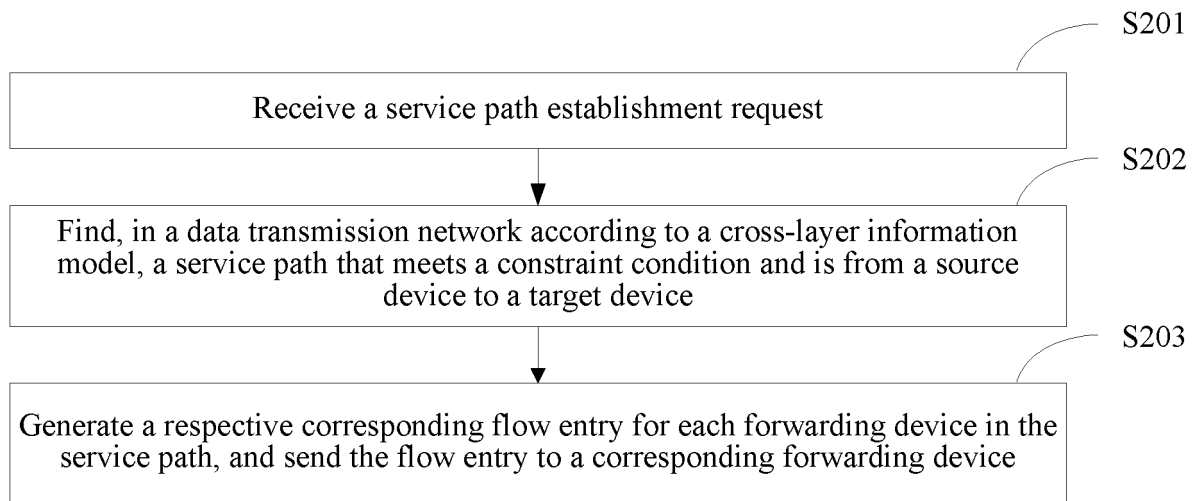 S201
Receive a service path establishment request
S202
Find, in a data transmission network according to a cross-layer information
model, a service path that meets a constraint condition and is from a source
device to a target device
S203
Generate a respective corresponding flow entry for each forwarding device in the
service path, and send the flow entry to a corresponding forwarding device